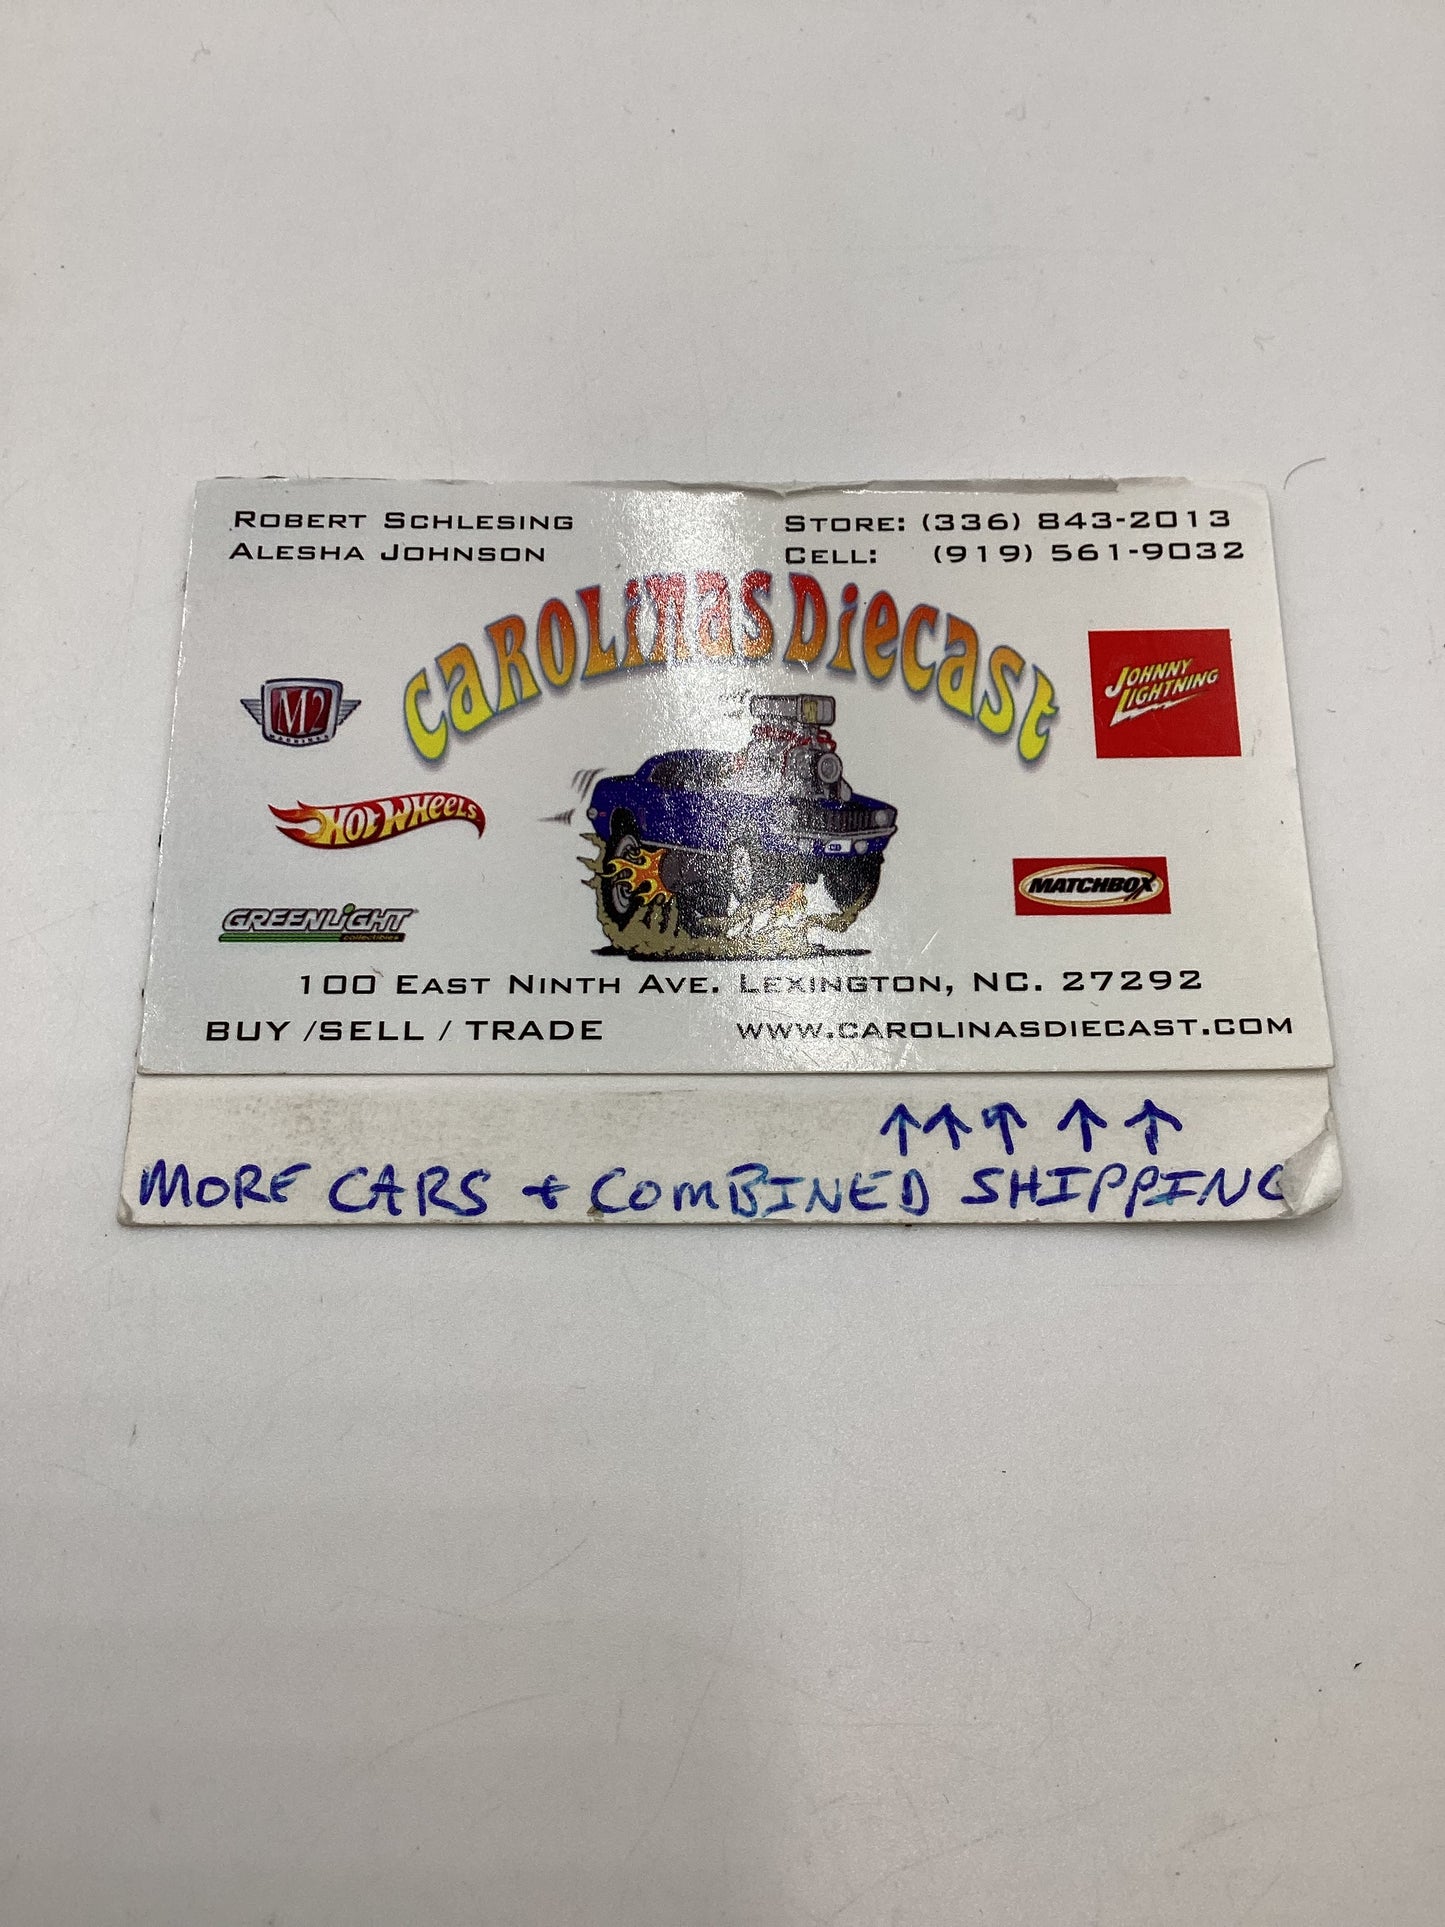 ROBERT SCHLESING
ALESHA JOHNSON
STORE: (336) 843-2013
CELL: (919) 561-9032
CAROLINAS DIECAST
M2
MACHINES
JOHNNY
LIGHTNING
HOT WHEELS
MATCHBOX
GREENLIGHT
collectibles
100 EAST NINTH AVE. LEXINGTON, NC. 27292
BUY /SELL / TRADE
WWW.CAROLINASDIECAST.COM
↑ ↑ ↑ ↑ ↑
MORE CARS + COMBINED SHIPPING